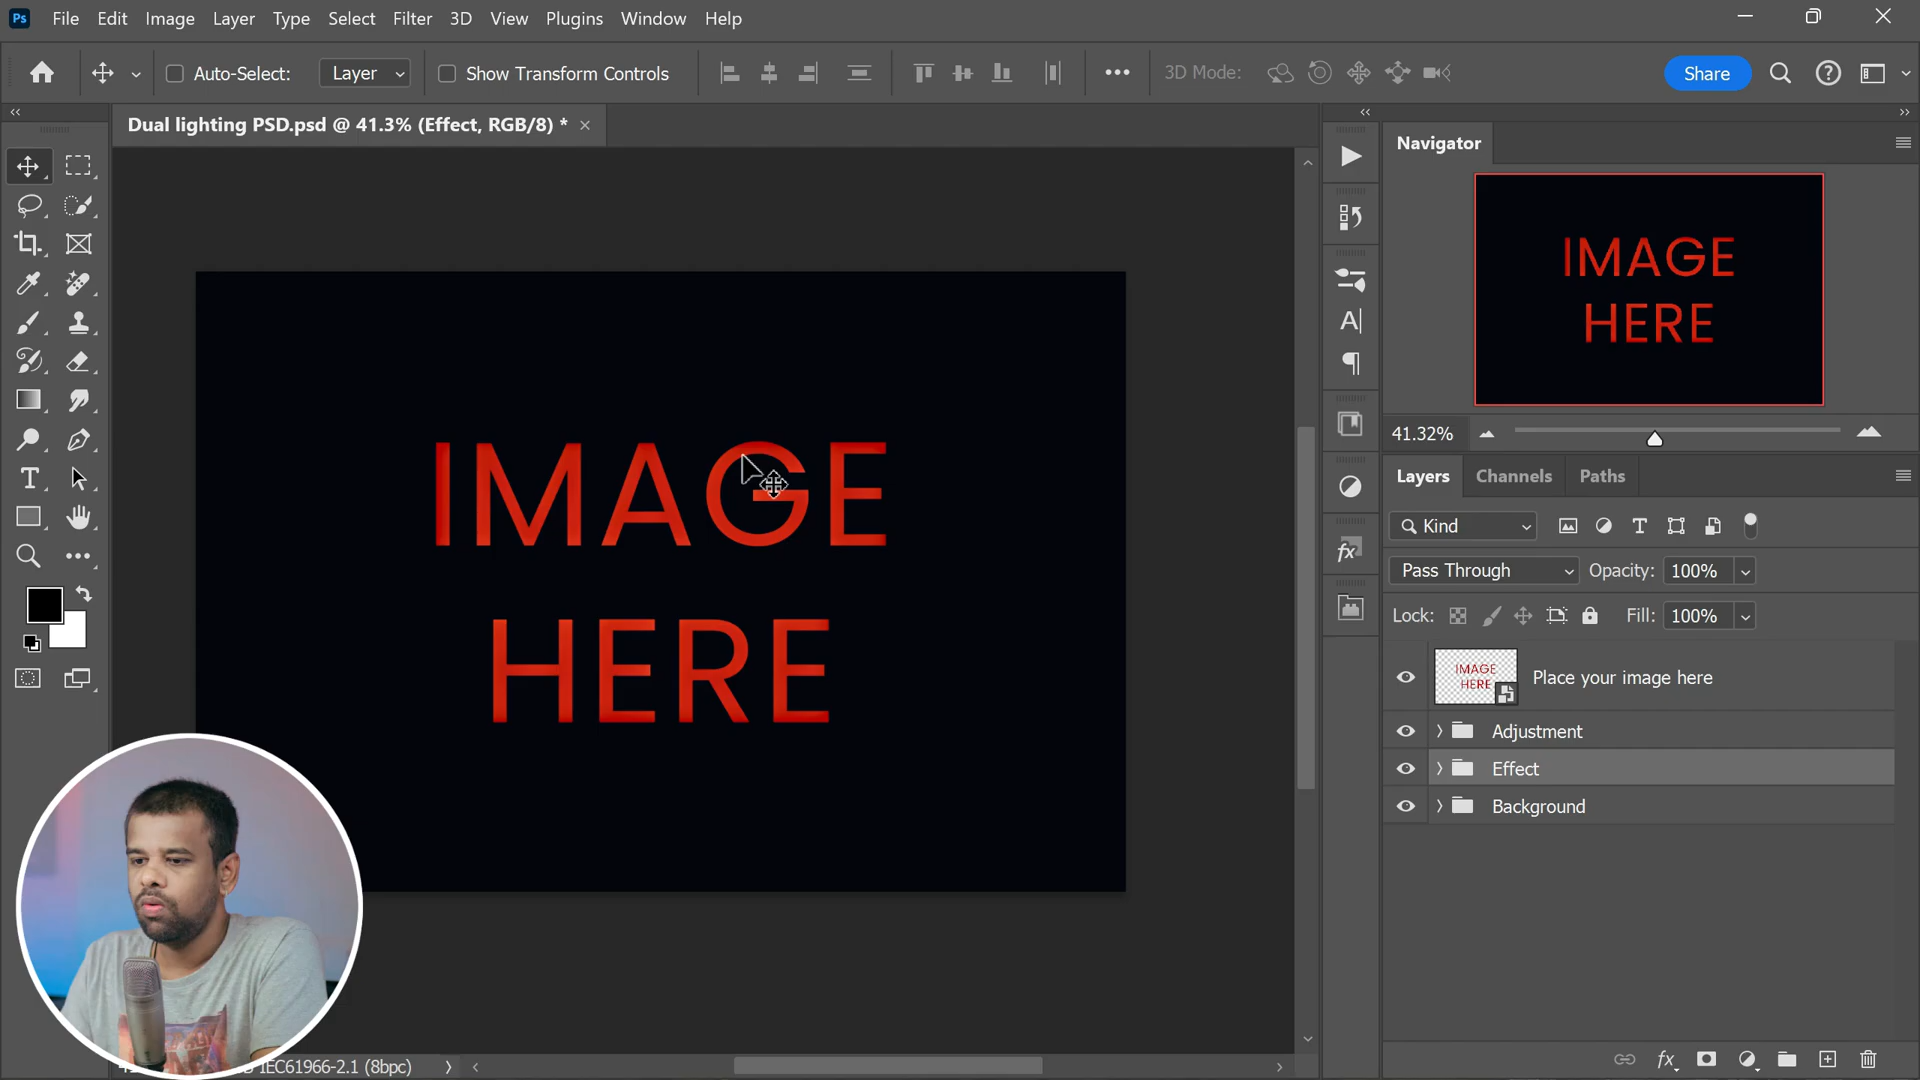 Ps File Edit Image Layer Type Select Filter 3D View Plugins Window Help
Auto-Select: Layer Show Transform Controls 3D Mode: Share
Dual lighting PSD.psd @ 41.3% (Effect, RGB/8) *
IMAGE
HERE
IEC61966-2.1 (8bpc)
Navigator
IMAGE
HERE
41.32%
Layers Channels Paths
Kind
Pass Through Opacity: 100%
Lock: Fill: 100%
IMAGE
HERE
Place your image here
Adjustment
Effect
Background